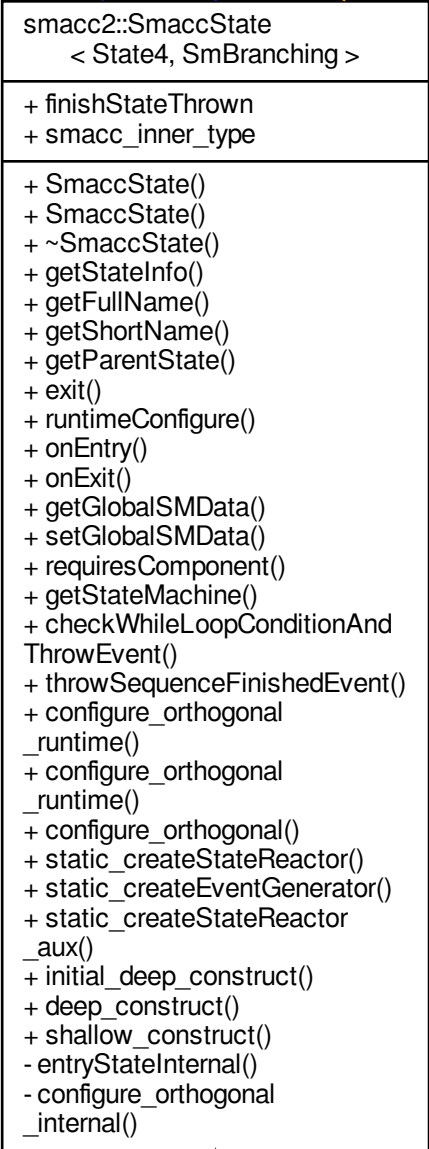 smacc2::SmaccState
< State4, SmBranching >
+ finishStateThrown
+ smacc_inner_type
+ SmaccState()
+ SmaccState()
+ ~SmaccState()
+ getStateInfo()
+ getFullName()
+ getShortName()
+ getParentState()
+ exit()
+ runtimeConfigure()
+ onEntry()
+ onExit()
+ getGlobalSMData()
+ setGlobalSMData()
+ requiresComponent()
+ getStateMachine()
+ checkWhileLoopConditionAnd
ThrowEvent()
+ throwSequenceFinishedEvent()
+ configure_orthogonal
_runtime()
+ configure_orthogonal
_runtime()
+ configure_orthogonal()
+ static_createStateReactor()
+ static_createEventGenerator()
+ static_createStateReactor
_aux()
+ initial_deep_construct()
+ deep_construct()
+ shallow_construct()
- entryStateInternal()
- configure_orthogonal
_internal()